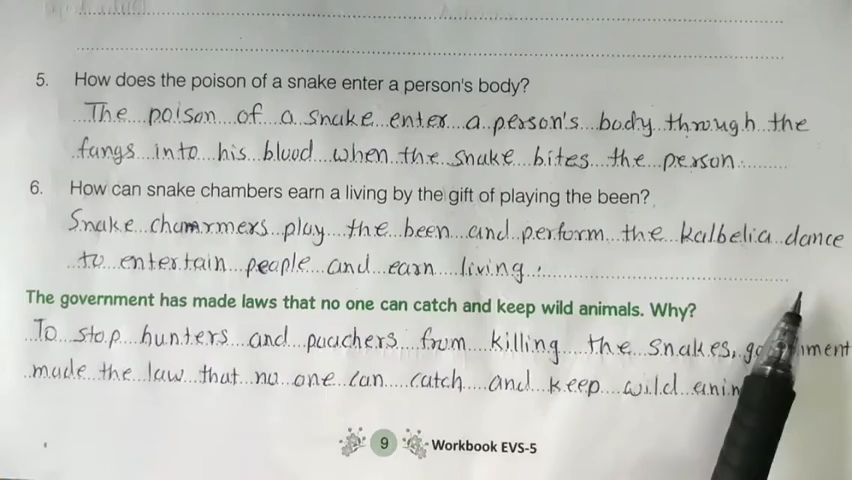 5. How does the poison of a snake enter a person's body?
The poison of a snake enter a person's body through the
fangs into his blood when the snake bites the person.
6. How can snake chambers earn a living by the gift of playing the been?
Snake charmers play the been and perform the kalbelia dance
to entertain people and earn living.
The government has made laws that no one can catch and keep wild animals. Why?
To stop hunters and puachers from killing the snakes,
made the law that no one can catch and keep wild
9 Workbook EVS-5